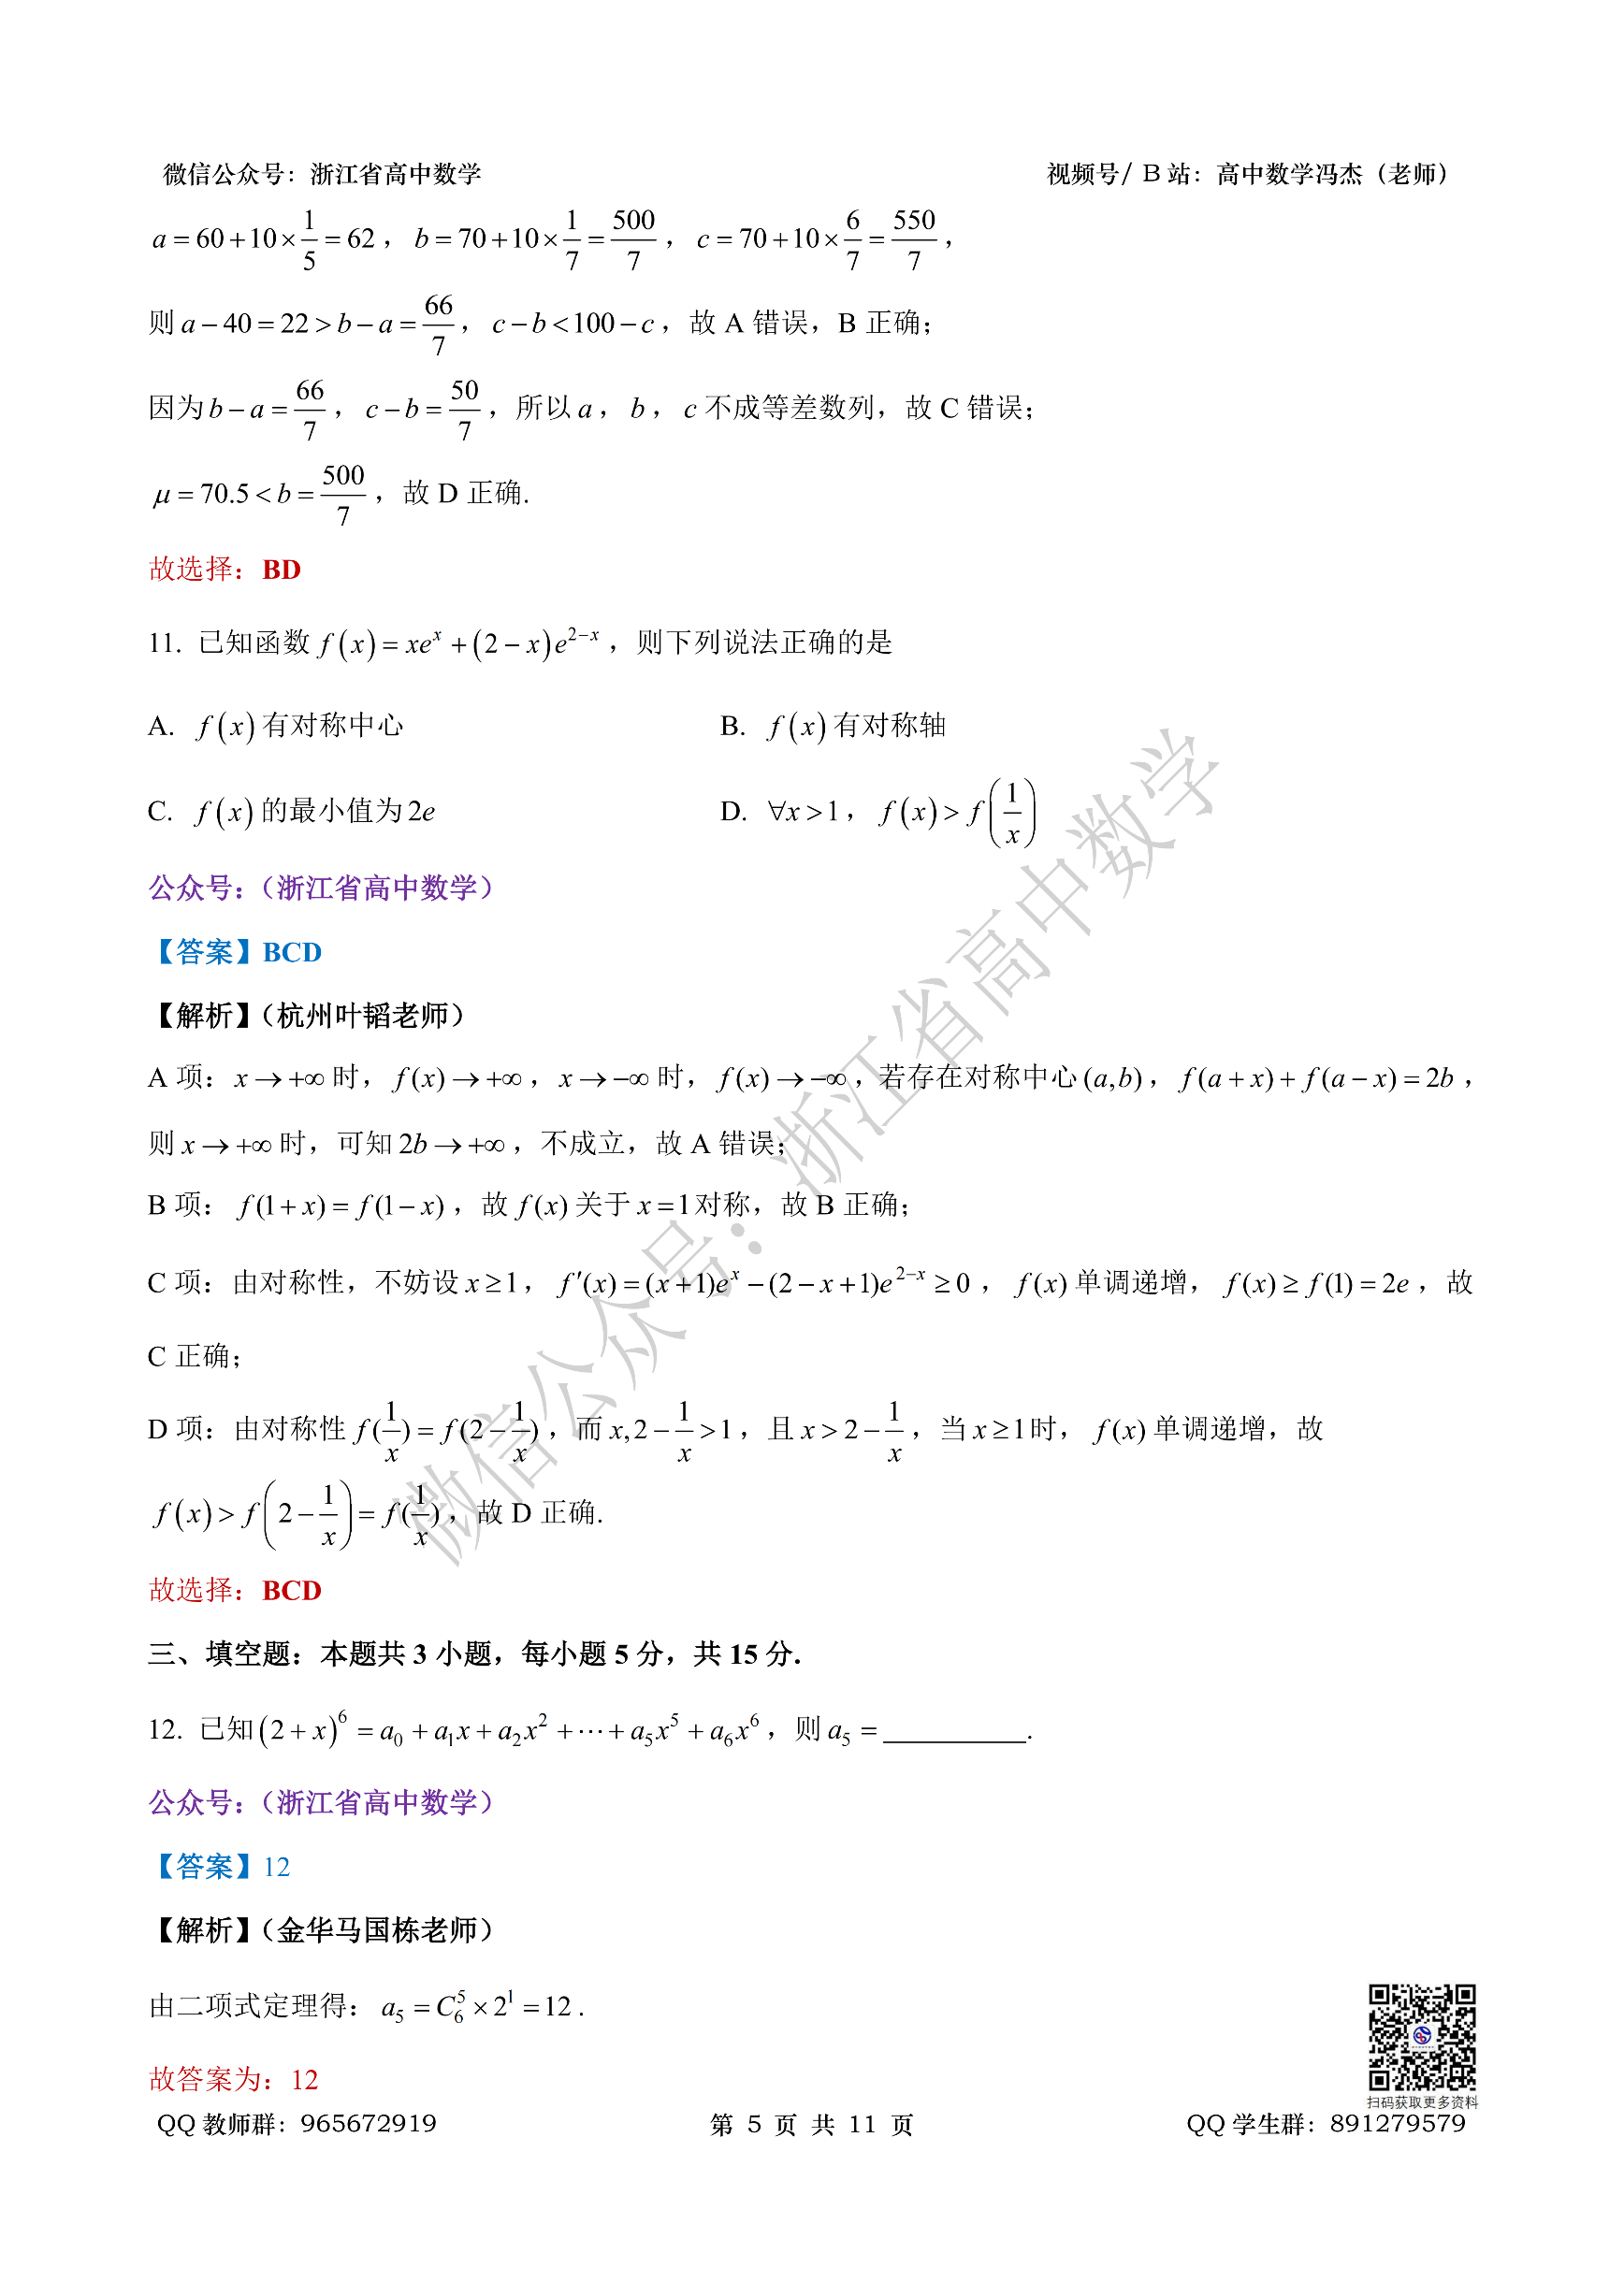 微信公众号：浙江省高中数学 视频号/ B 站：高中数学冯杰（老师）
a = 60 + 10 × 1/5 = 62， b = 70 + 10 × 1/7 = 500/7， c = 70 + 10 × 6/7 = 550/7，
则 a − 40 = 22 > b − a = 66/7， c − b < 100 − c，故 A 错误，B 正确；
因为 b − a = 66/7， c − b = 50/7，所以 a， b， c 不成等差数列，故 C 错误；
μ = 70.5 < b = 500/7，故 D 正确.
故选择：BD
11. 已知函数 f(x) = xe^x + (2 − x)e^{2−x}，则下列说法正确的是
A. f(x) 有对称中心 B. f(x) 有对称轴
C. f(x) 的最小值为 2e D. ∀x > 1， f(x) > f(1/x)
公众号：（浙江省高中数学）
【答案】BCD
【解析】（杭州叶韬老师）
A 项：x → +∞ 时，f(x) → +∞，x → −∞ 时，f(x) → −∞，若存在对称中心 (a,b)，f(a + x) + f(a − x) = 2b，
则 x → +∞ 时，可知 2b → +∞，不成立，故 A 错误；
B 项： f(1 + x) = f(1 − x)，故 f(x) 关于 x = 1 对称，故 B 正确；
C 项：由对称性，不妨设 x ≥ 1， f′(x) = (x + 1)e^x − (2 − x + 1)e^{2−x} ≥ 0， f(x) 单调递增， f(x) ≥ f(1) = 2e，故
C 正确；
D 项：由对称性 f(1/x) = f(2 − 1/x)，而 x, 2 − 1/x > 1，且 x > 2 − 1/x，当 x ≥ 1 时， f(x) 单调递增，故
f(x) > f(2 − 1/x) = f(1/x)，故 D 正确.
故选择：BCD
三、填空题：本题共 3 小题，每小题 5 分，共 15 分.
12. 已知 (2 + x)^6 = a_0 + a_1x + a_2x^2 + ⋯ + a_5x^5 + a_6x^6，则 a_5 = __________.
公众号：（浙江省高中数学）
【答案】12
【解析】（金华马国栋老师）
由二项式定理得： a_5 = C_6^5 × 2^1 = 12 .
故答案为：12
扫码获取更多资料
QQ 教师群：965672919 第 5 页 共 11 页 QQ 学生群：891279579
微信公众号：浙江省高中数学